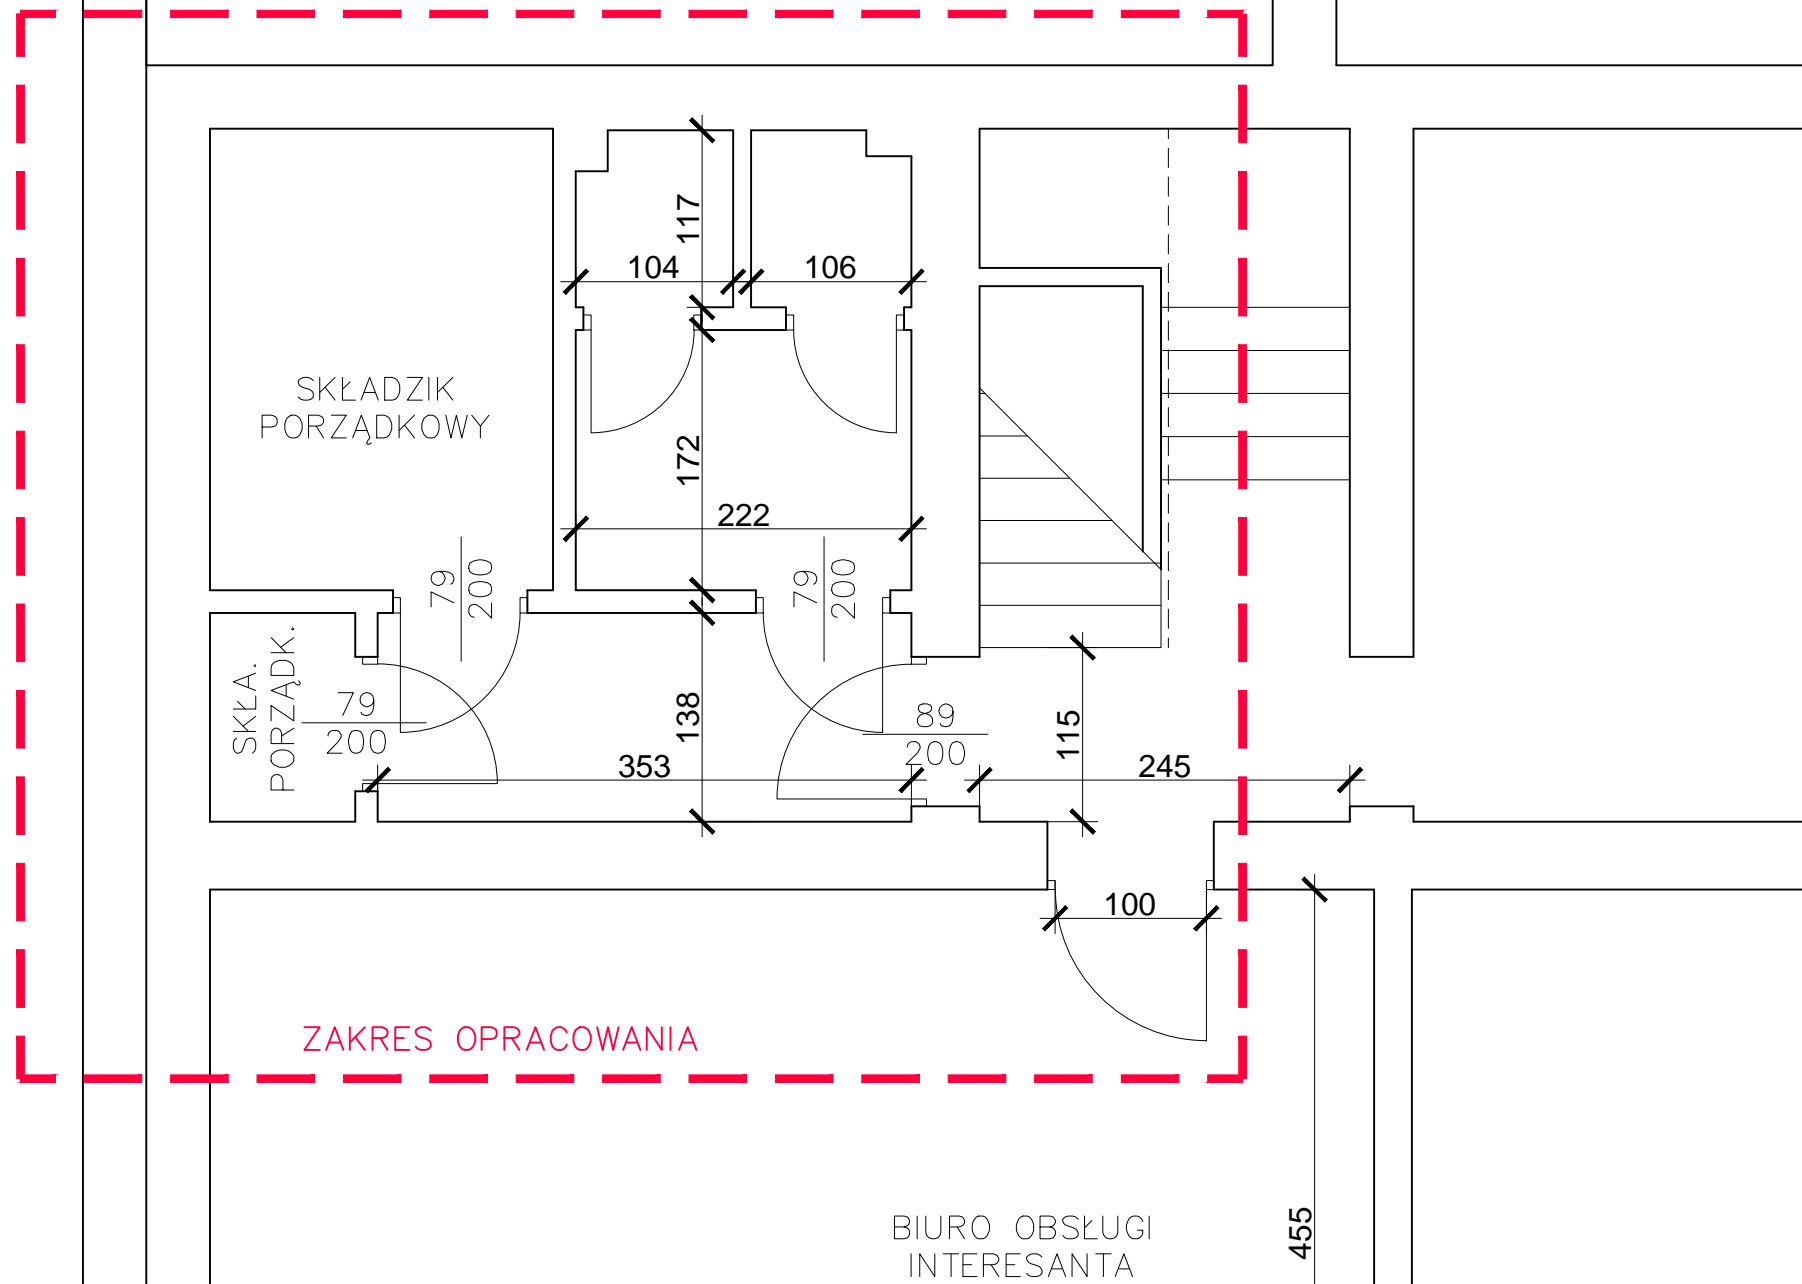 117
104
106
SKŁADZIK
PORZĄDKOWY
172
222
79
200
79
200
SKŁA.
PORZĄDK.
79
200
138
89
200
115
353
245
100
ZAKRES OPRACOWANIA
BIURO OBSŁUGI
INTERESANTA
455